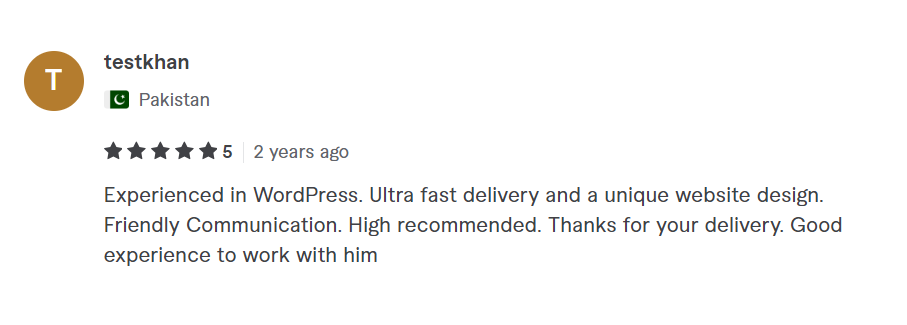 T
testkhan
Pakistan
5 | 2 years ago
Experienced in WordPress. Ultra fast delivery and a unique website design.
Friendly Communication. High recommended. Thanks for your delivery. Good
experience to work with him